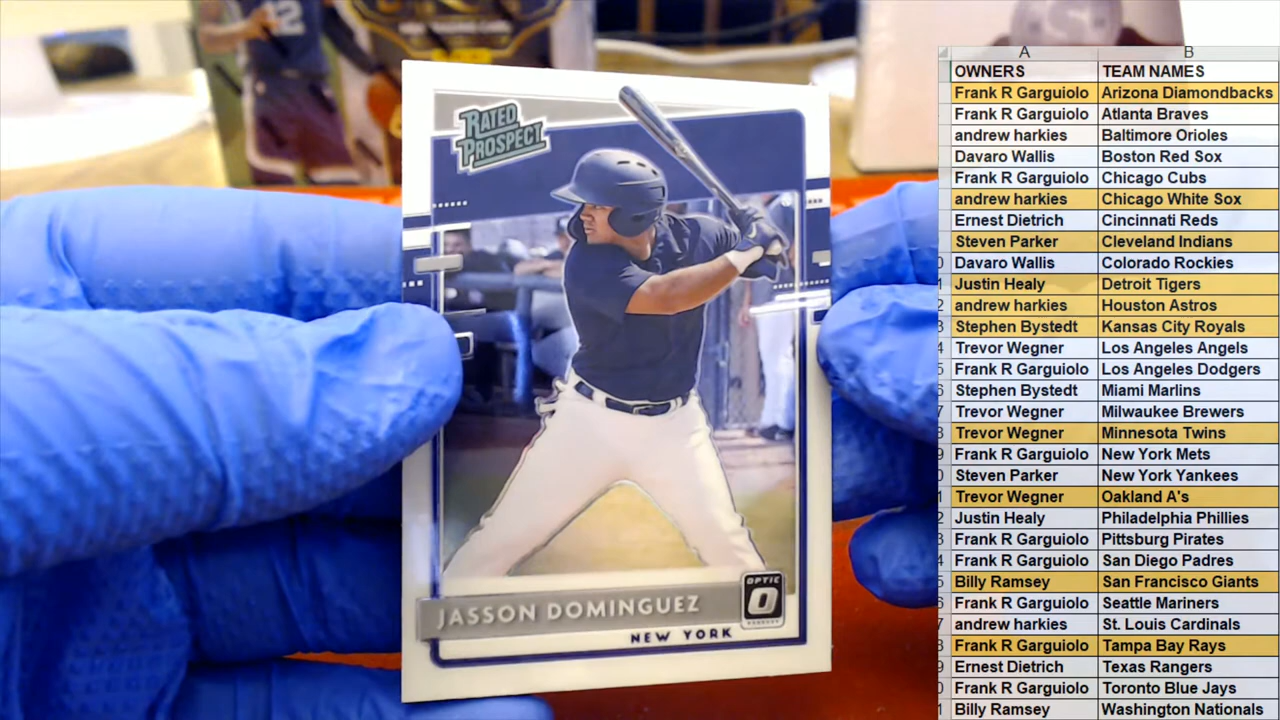 RATED
PROSPECT
JASSON DOMINGUEZ
NEW YORK
OPTIC
A B
OWNERS TEAM NAMES
Frank R Garguiolo Arizona Diamondbacks
Frank R Garguiolo Atlanta Braves
andrew harkies Baltimore Orioles
Davaro Wallis Boston Red Sox
Frank R Garguiolo Chicago Cubs
andrew harkies Chicago White Sox
Ernest Dietrich Cincinnati Reds
Steven Parker Cleveland Indians
Davaro Wallis Colorado Rockies
Justin Healy Detroit Tigers
andrew harkies Houston Astros
Stephen Bystedt Kansas City Royals
Trevor Wegner Los Angeles Angels
Frank R Garguiolo Los Angeles Dodgers
Stephen Bystedt Miami Marlins
Trevor Wegner Milwaukee Brewers
Trevor Wegner Minnesota Twins
Frank R Garguiolo New York Mets
Steven Parker New York Yankees
Trevor Wegner Oakland A's
Justin Healy Philadelphia Phillies
Frank R Garguiolo Pittsburg Pirates
Frank R Garguiolo San Diego Padres
Billy Ramsey San Francisco Giants
Frank R Garguiolo Seattle Mariners
andrew harkies St. Louis Cardinals
Frank R Garguiolo Tampa Bay Rays
Ernest Dietrich Texas Rangers
Frank R Garguiolo Toronto Blue Jays
Billy Ramsey Washington Nationals